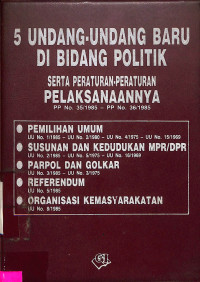 5 UNDANG-UNDANG BARU
DI BIDANG POLITIK
SERTA PERATURAN-PERATURAN
PELAKSANAANNYA
PP No. 35/1985 – PP No. 36/1985
PEMILIHAN UMUM
UU No. 1/1985 - UU No. 2/1980 - UU No. 4/1975 - UU No. 15/1969
SUSUNAN DAN KEDUDUKAN MPR/DPR
UU No. 2/1985 - UU No. 5/1975 - UU No. 16/1969
PARPOL DAN GOLKAR
UU No. 3/1985 - UU No. 3/1975
REFERENDUM
UU No. 5/1985
ORGANISASI KEMASYARAKATAN
UU No. 8/1985